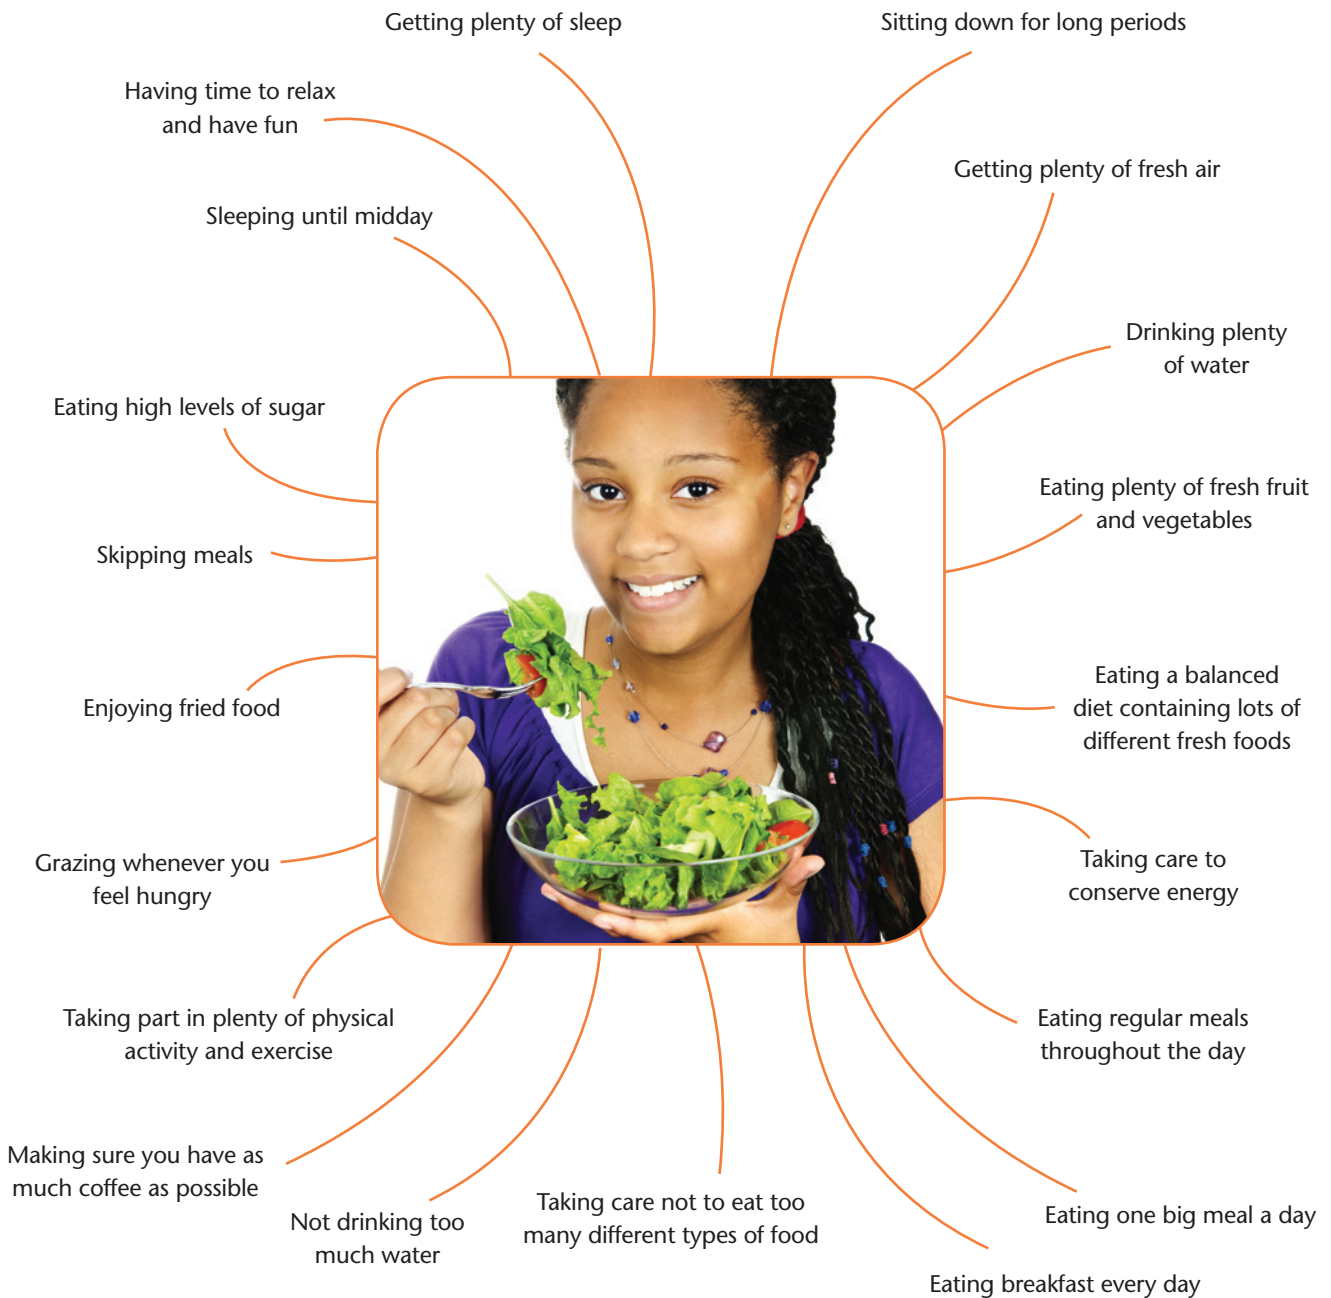 Getting plenty of sleep
Sitting down for long periods
Having time to relax
and have fun
Getting plenty of fresh air
Sleeping until midday
Drinking plenty
of water
Eating high levels of sugar
Eating plenty of fresh fruit
and vegetables
Skipping meals
Eating a balanced
diet containing lots of
different fresh foods
Enjoying fried food
Grazing whenever you
feel hungry
Taking care to
conserve energy
Taking part in plenty of physical
activity and exercise
Eating regular meals
throughout the day
Making sure you have as
much coffee as possible
Not drinking too
much water
Taking care not to eat too
many different types of food
Eating one big meal a day
Eating breakfast every day